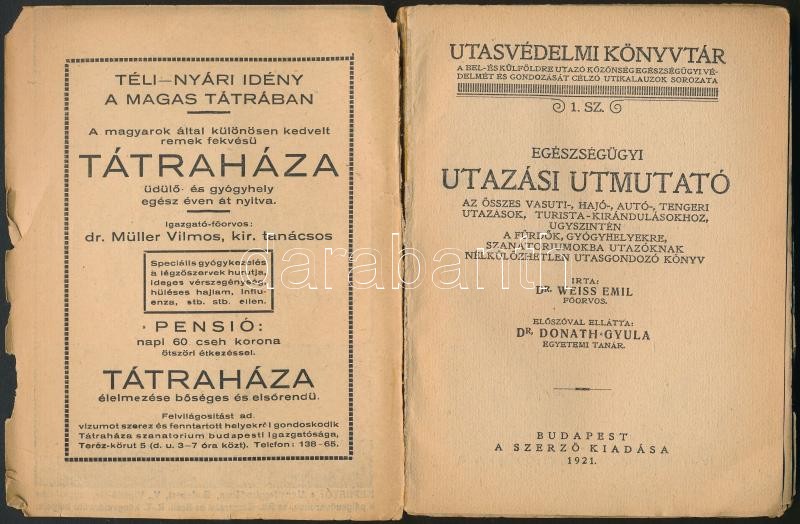 TÉLI—NYÁRI IDÉNY
A MAGAS TÁTRÁBAN
A magyarok által különösen kedvelt
remek fekvésü
TÁTRAHÁZA
üdülő- és gyógyhely
egész éven át nyitva.
Igazgató-főorvos:
dr. Müller Vilmos, kir. tanácsos
Speciális gyógykezelés
a légzőszervek hurutja,
ideges vérszegénység,
hüléses hajlam, influ-
enza, stb. stb. ellen.
PENSIÓ:
napi 60 cseh korona
ötszöri étkezéssel.
TÁTRAHÁZA
élelmezése bőséges és elsőrendü.
Felvilágosítást ad
vizumot szerez és fenntartott helyekről gondoskodik
Tátraháza szanatorium budapesti igazgatósága,
Teréz-körut 5 (d. u. 3–7 óra közt). Telefon: 138-65.
UTASVÉDELMI KÖNYVTÁR
A BEL- ÉS KÜLFÖLDRE UTAZÓ KÖZÖNSÉG EGÉSZSÉGÜGYI VÉ-
DELMÉT ÉS GONDOZÁSÁT CÉLZÓ UTIKALAUZOK SOROZATA
1. SZ.
EGÉSZSÉGÜGYI
UTAZÁSI UTMUTATÓ
AZ ÖSSZES VASUTI-, HAJÓ-, AUTÓ-, TENGERI
UTAZÁSOK, TURISTA-KIRÁNDULÁSOKHOZ,
UGYSZINTÉN
A FÜRDŐK, GYÓGYHELYEKRE,
SZANATORIUMOKBA UTAZÓKNAK
NÉLKÜLÖZHETLEN UTASGONDOZÓ KÖNYV
IRTA:
DR. WEISS EMIL
FŐORVOS.
ELŐSZÓVAL ELLÁTTA:
DR. DONATH GYULA
EGYETEMI TANÁR.
BUDAPEST
A SZERZŐ KIADÁSA
1921.
darabanth